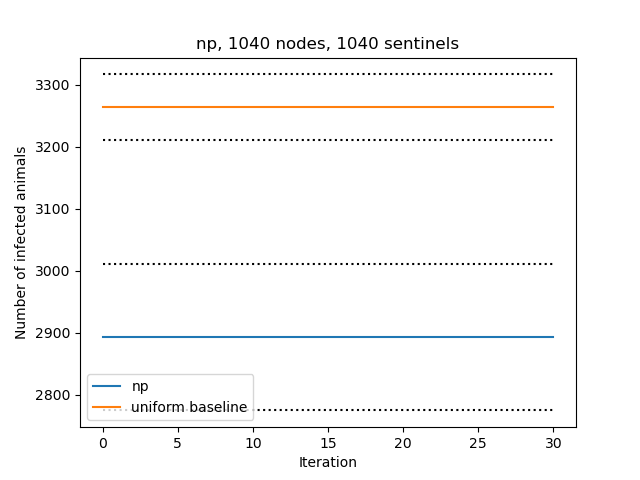 np, 1040 nodes, 1040 sentinels
Number of infected animals
3300
3200
3100
3000
2900
2800
np
uniform baseline
0 5 10 15 20 25 30
Iteration